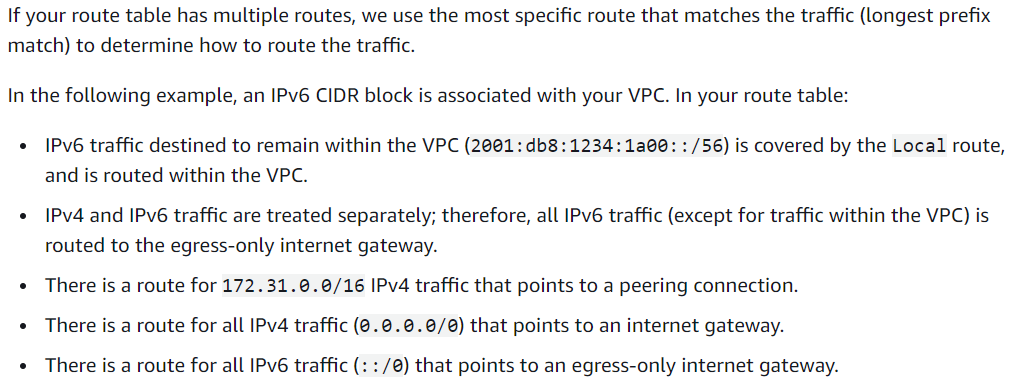 If your route table has multiple routes, we use the most specific route that matches the traffic (longest prefix
match) to determine how to route the traffic.
In the following example, an IPv6 CIDR block is associated with your VPC. In your route table:
• IPv6 traffic destined to remain within the VPC (2001:db8:1234:1a00::/56) is covered by the Local route,
and is routed within the VPC.
• IPv4 and IPv6 traffic are treated separately; therefore, all IPv6 traffic (except for traffic within the VPC) is
routed to the egress-only internet gateway.
• There is a route for 172.31.0.0/16 IPv4 traffic that points to a peering connection.
• There is a route for all IPv4 traffic (0.0.0.0/0) that points to an internet gateway.
• There is a route for all IPv6 traffic (::/0) that points to an egress-only internet gateway.